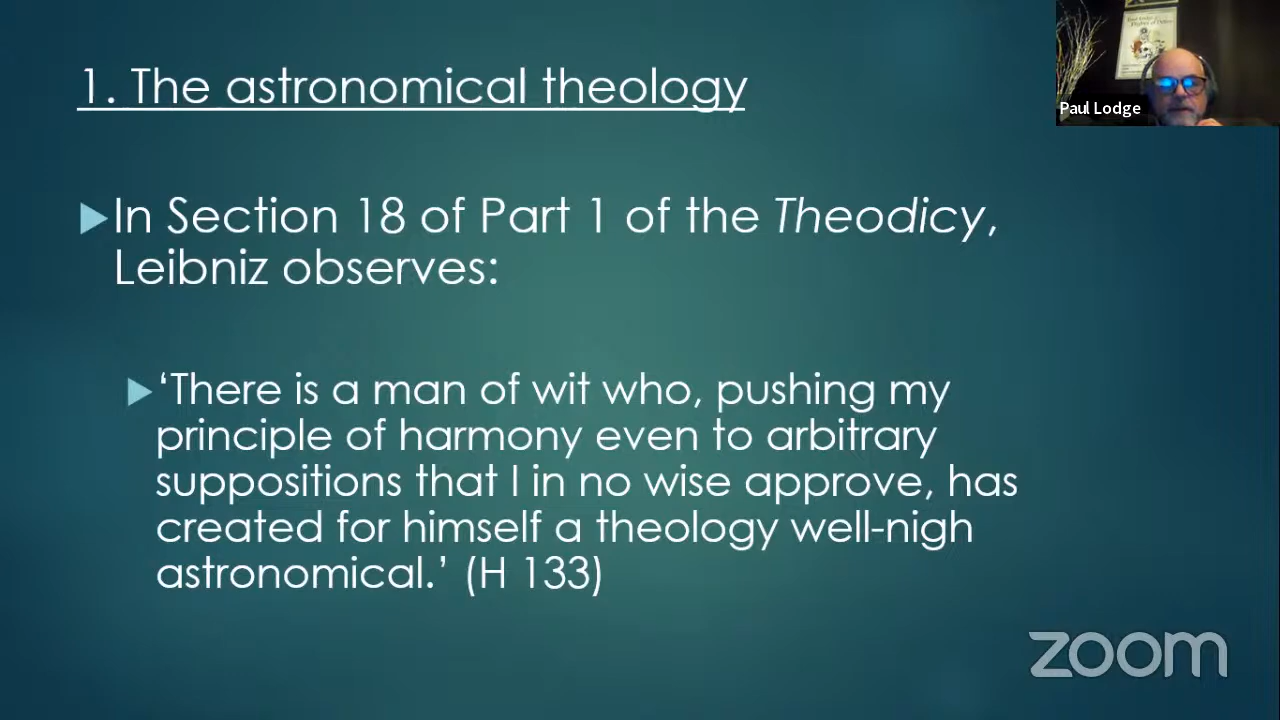 1. The astronomical theology
In Section 18 of Part 1 of the Theodicy,
Leibniz observes:
‘There is a man of wit who, pushing my
principle of harmony even to arbitrary
suppositions that I in no wise approve, has
created for himself a theology well-nigh
astronomical.’ (H 133)
Paul Lodge
zoom